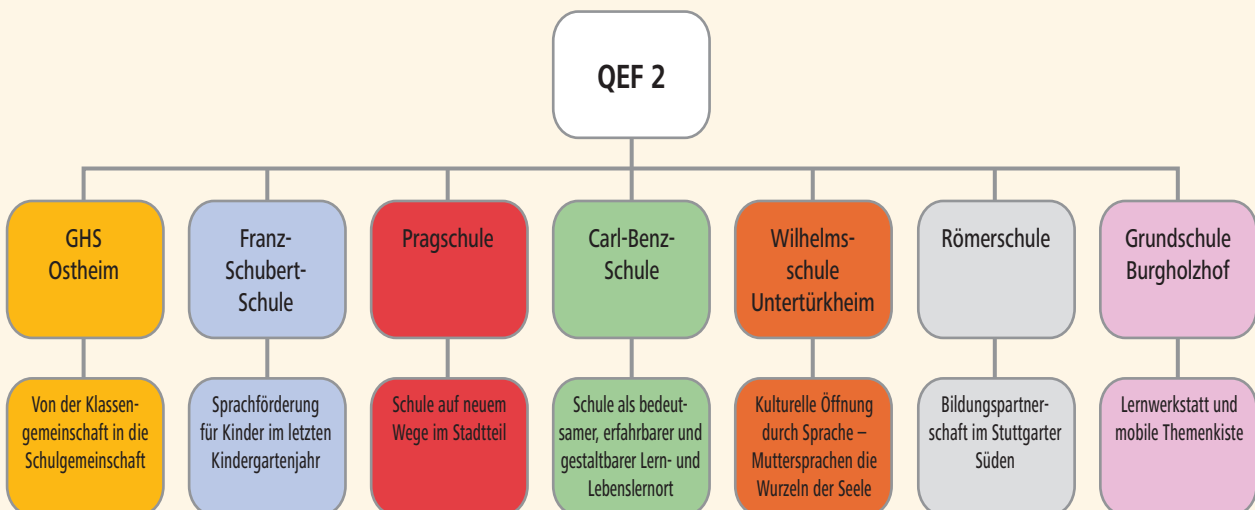 QEF 2
GHS
Ostheim
Franz-
Schubert-
Schule
Pragschule
Carl-Benz-
Schule
Wilhelms-
schule
Untertürkheim
Römerschule
Grundschule
Burgholzhof
Von der Klassen-
gemeinschaft in die
Schulgemeinschaft
Sprachförderung
für Kinder im letzten
Kindergartenjahr
Schule auf neuem
Wege im Stadtteil
Schule als bedeut-
samer, erfahrbarer und
gestaltbarer Lern- und
Lebenslernort
Kulturelle Öffnung
durch Sprache –
Muttersprachen die
Wurzeln der Seele
Bildungspartner-
schaft im Stuttgarter
Süden
Lernwerkstatt und
mobile Themenkiste